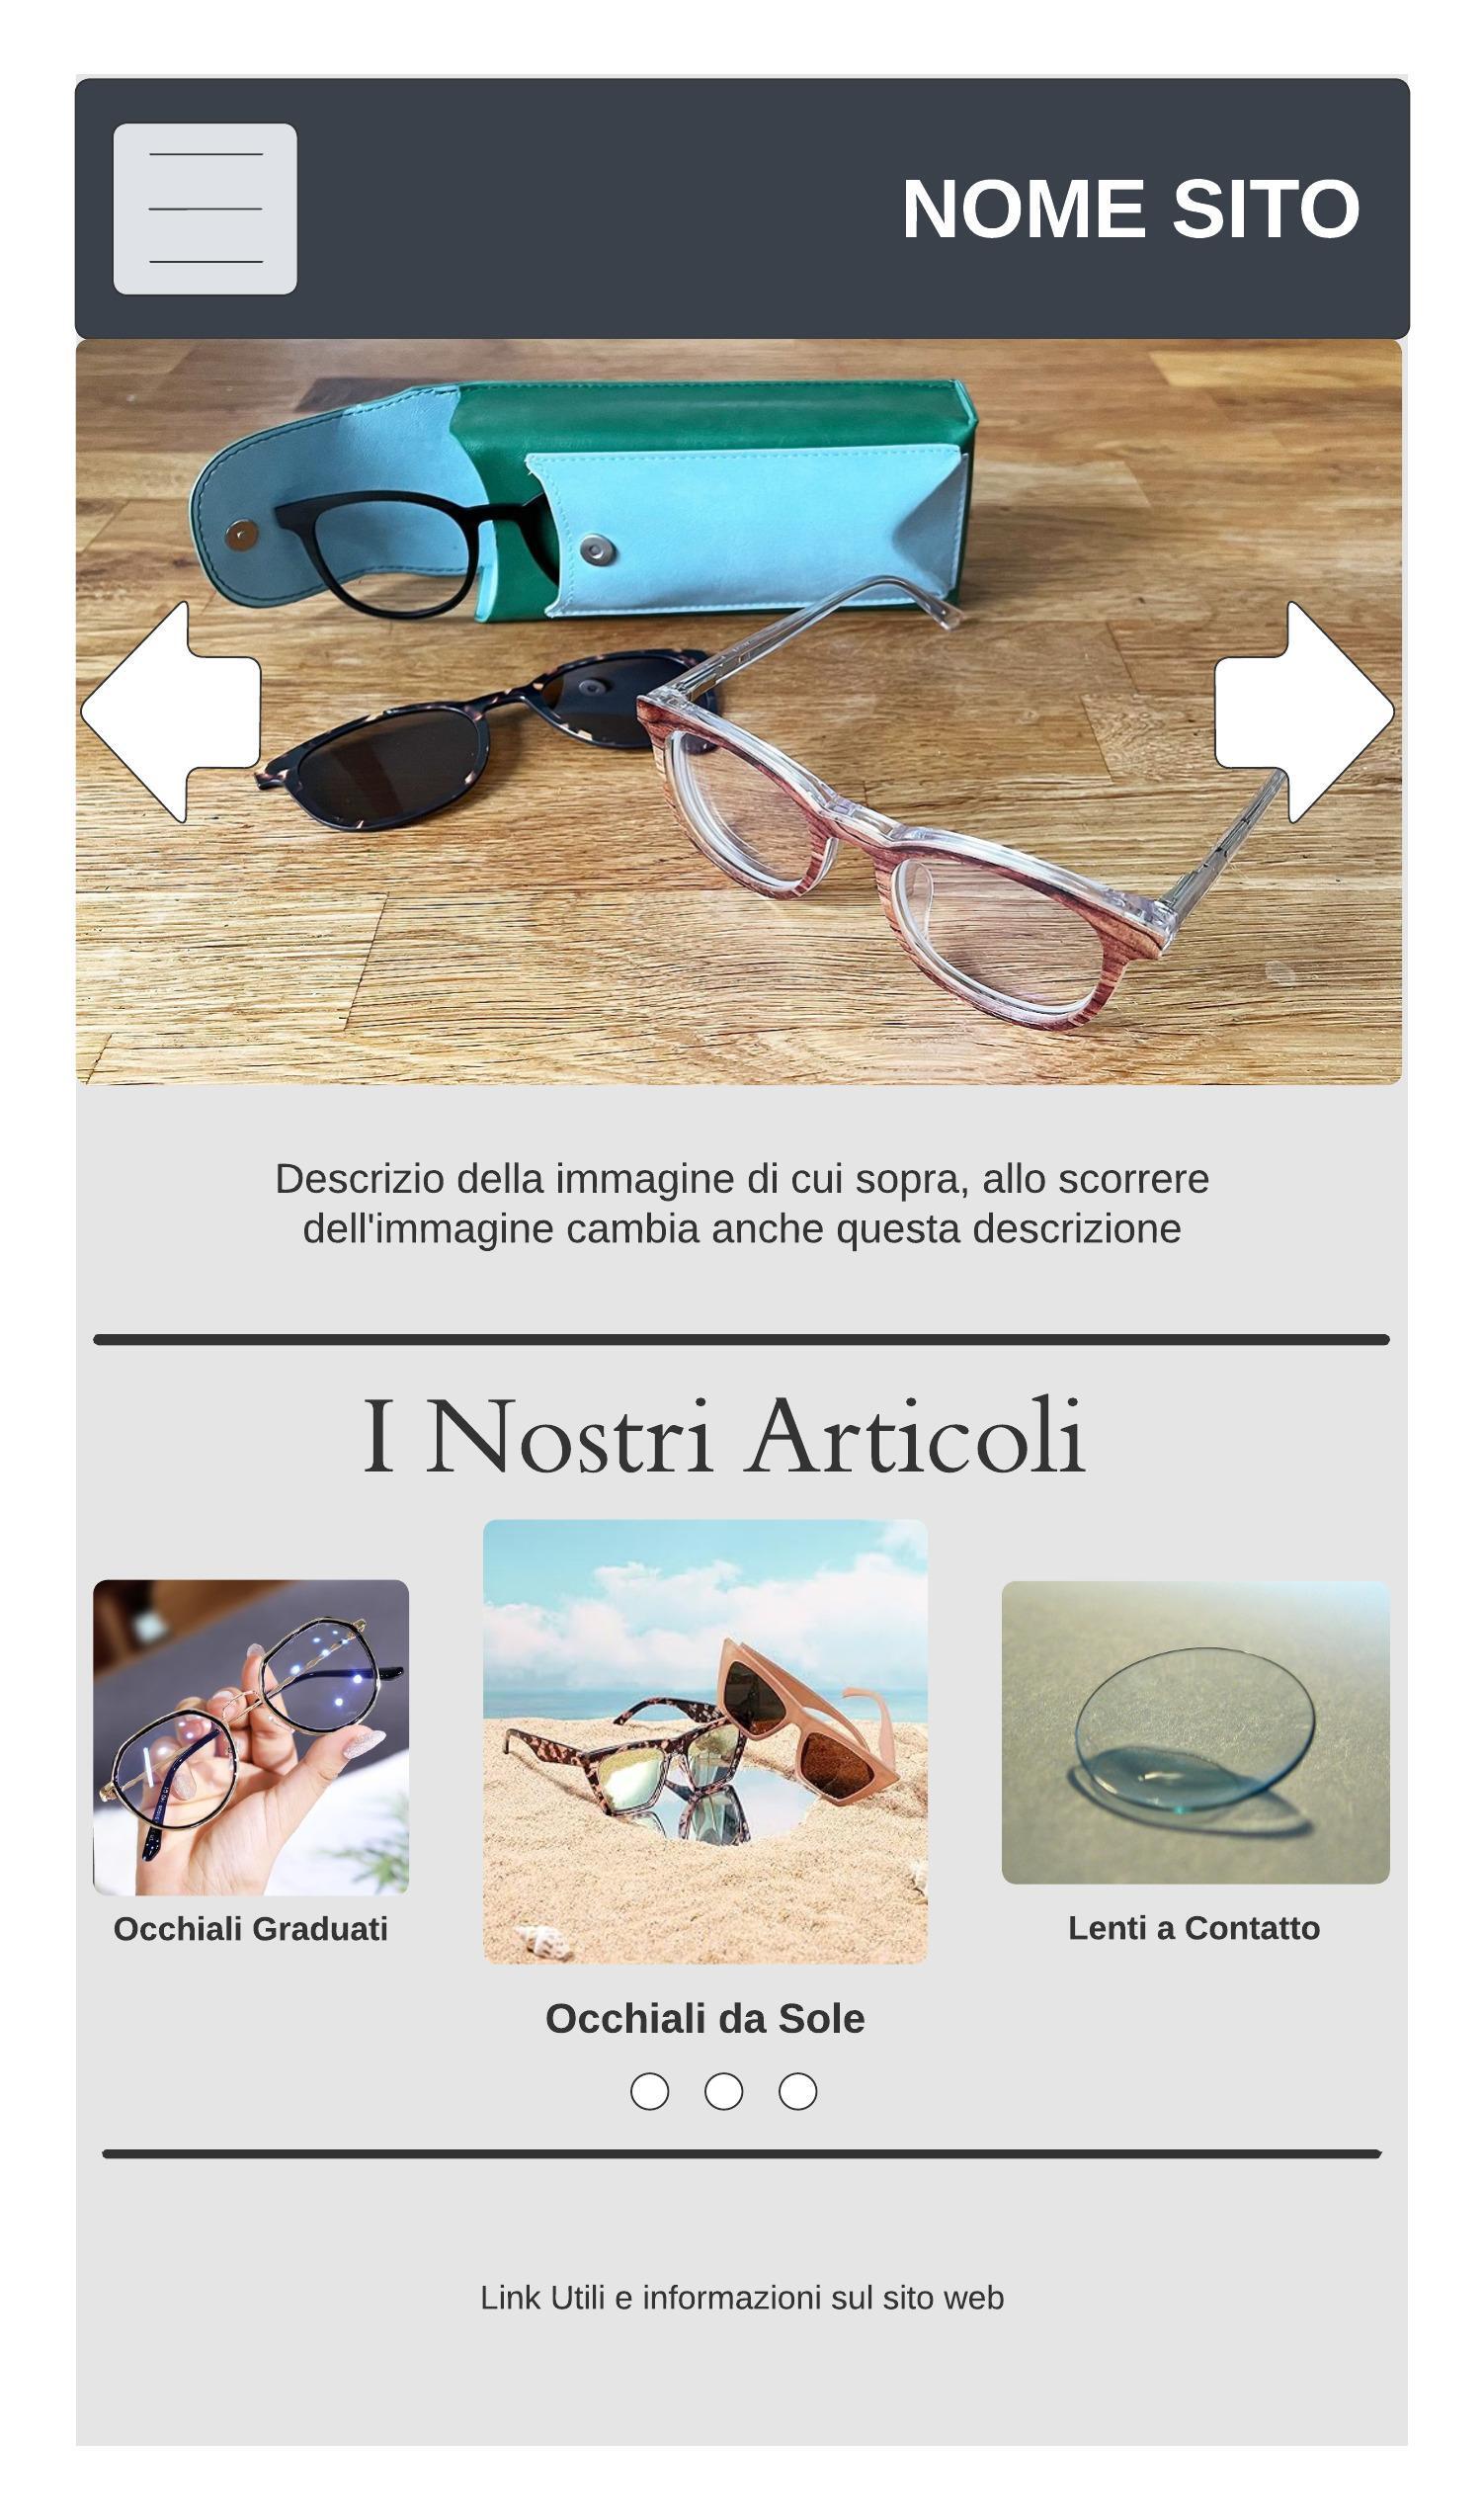 NOME SITO
Descrizio della immagine di cui sopra, allo scorrere
dell'immagine cambia anche questa descrizione
I Nostri Articoli
Occhiali Graduati
Lenti a Contatto
Occhiali da Sole
Link Utili e informazioni sul sito web